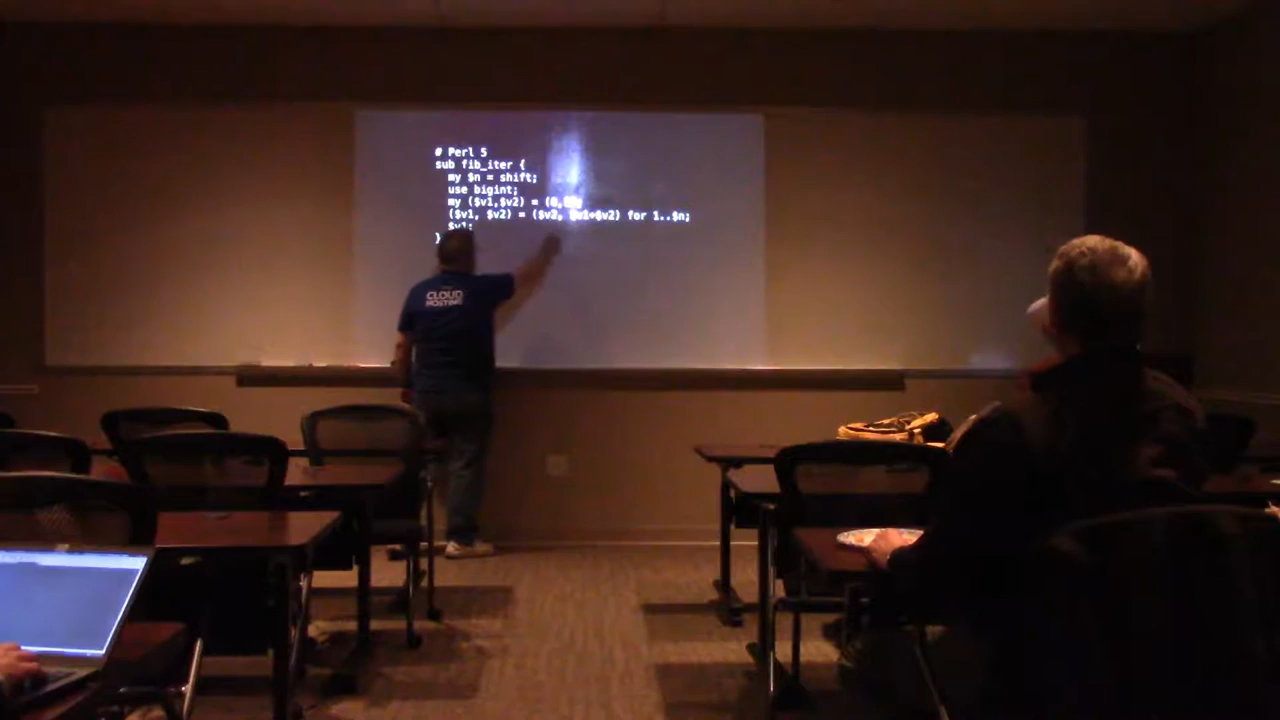 # Perl 5
sub fib_iter {
my $n = shift;
use bigint;
my ($v1,$v2) = (0,
($v1, $v2) = ($v2, $v1+$v2) for 1..$n;
$v1;
}
CLOUD
HOSTING